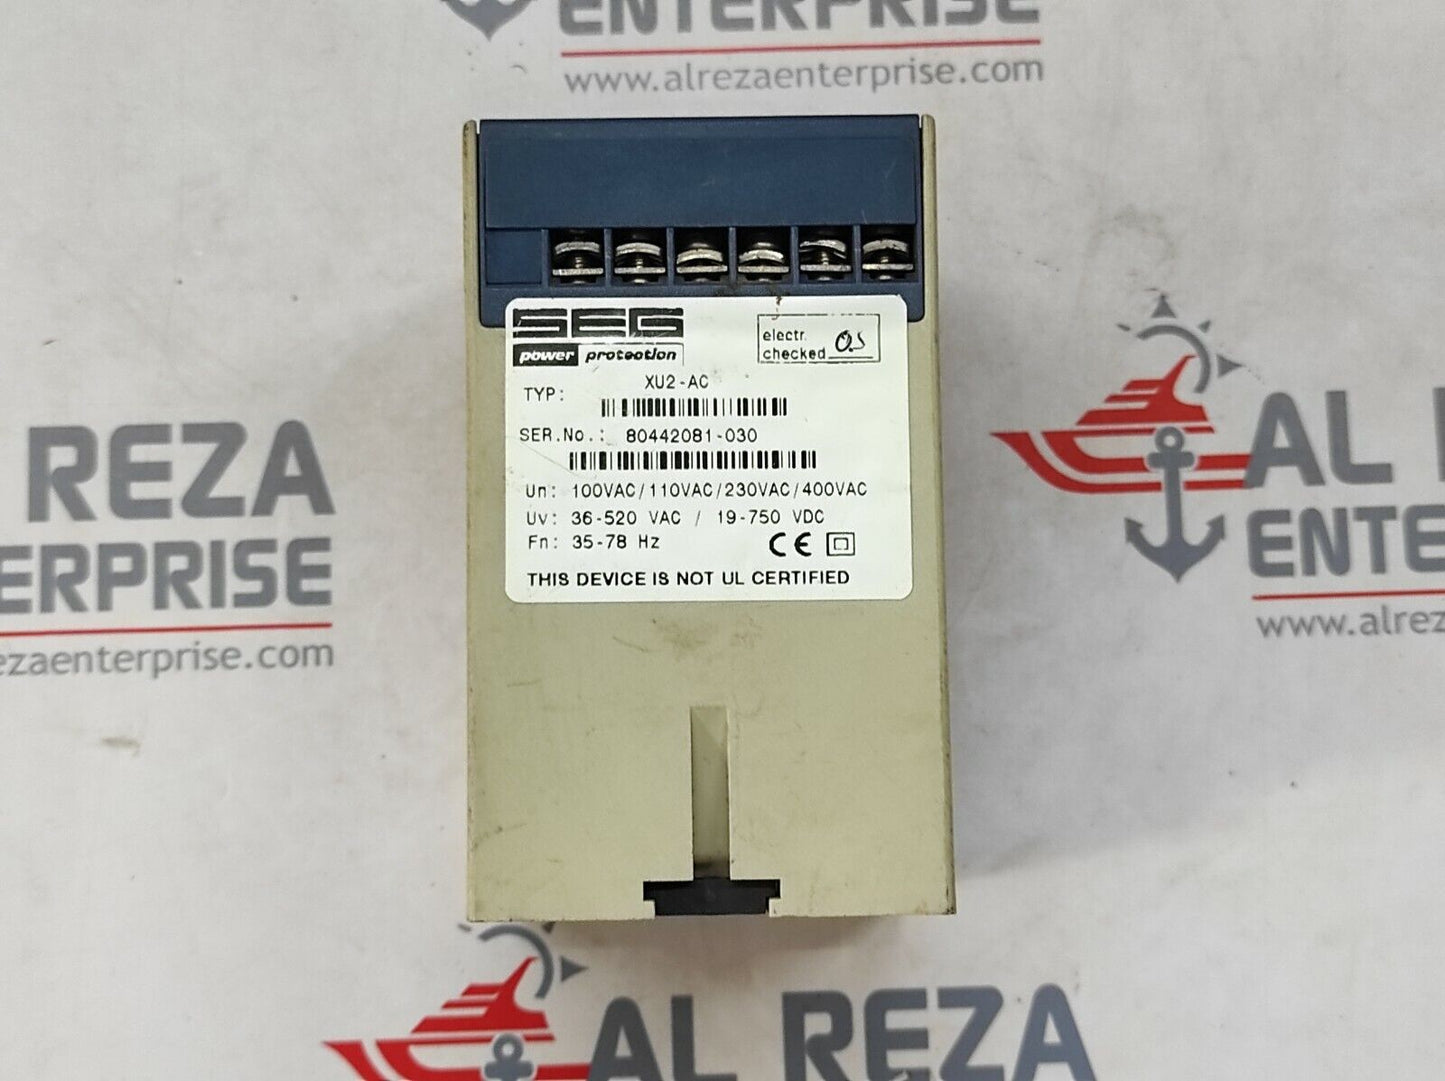 ENTERPRISE
www.alrezaenterprise.com
SEG
power protection
electr.
checked
TYP: XU2-AC
SER.No.: 80442081-030
Un: 100VAC/110VAC/230VAC/400VAC
Uv: 36-520 VAC / 19-750 VDC
Fn: 35-78 Hz CE
THIS DEVICE IS NOT UL CERTIFIED
REZA
ERPRISE
ezaenterprise.com
AL
ENTE
www.alreza
AL REZA